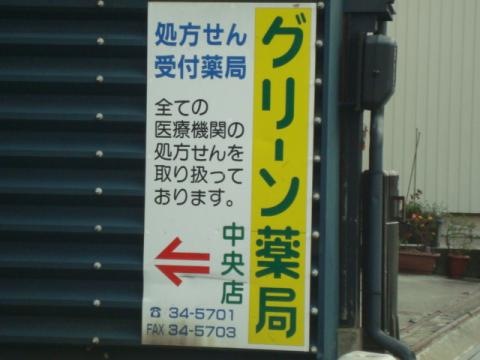 グリーン薬局
中央店
処方せん
受付薬局
全ての
医療機関の
処方せんを
取り扱って
おります。
☎ 34-5701
FAX 34-5703